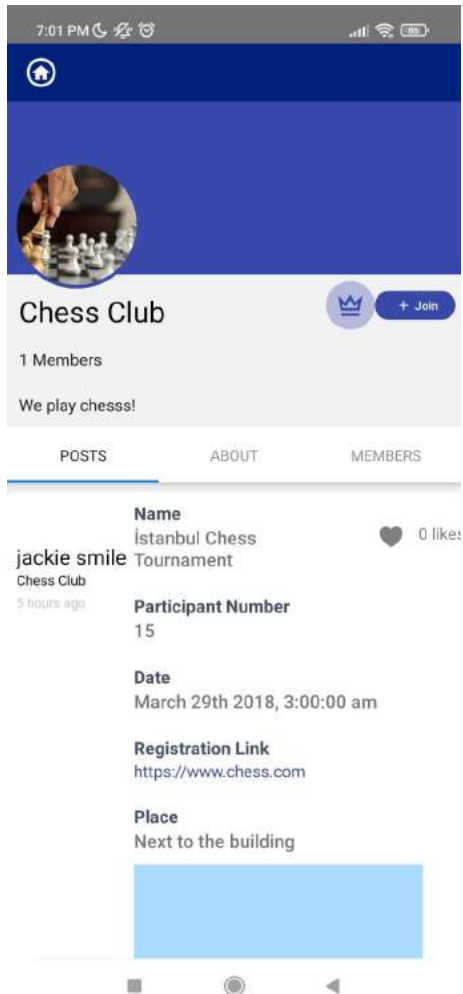 7:01 PM
85
Chess Club
+ Join
1 Members
We play chesss!
POSTS
ABOUT
MEMBERS
jackie smile
Chess Club
5 hours ago
Name
İstanbul Chess
Tournament
0 likes
Participant Number
15
Date
March 29th 2018, 3:00:00 am
Registration Link
https://www.chess.com
Place
Next to the building